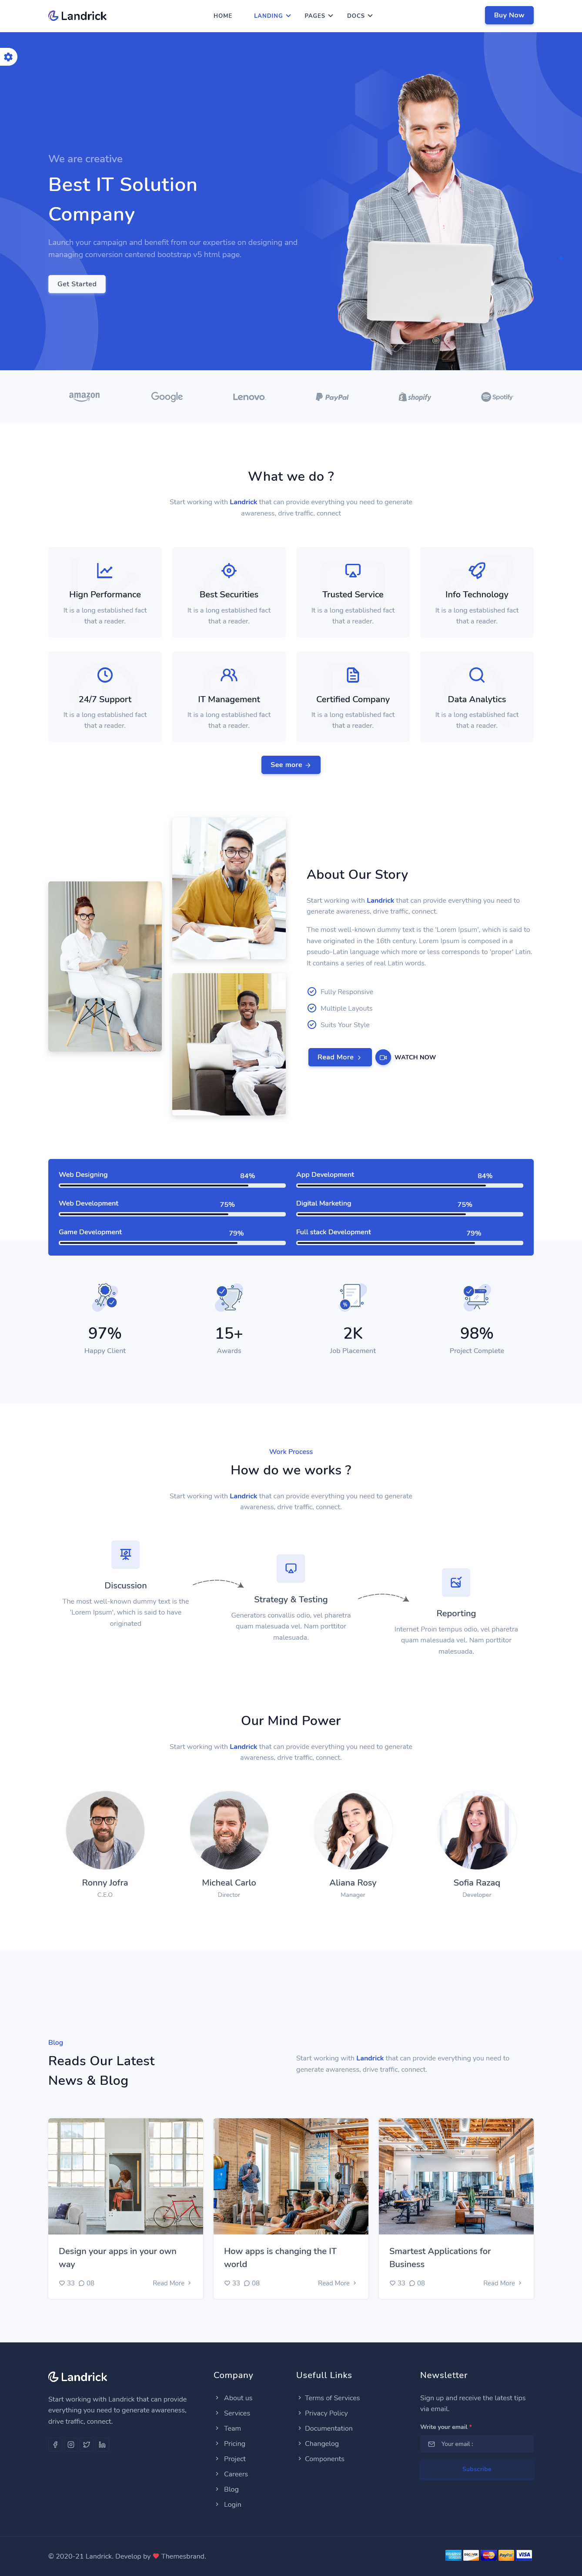 Landrick
HOME
LANDING
PAGES
DOCS
Buy Now
We are creative
Best IT Solution
Company
Launch your campaign and benefit from our expertise on designing and
managing conversion centered bootstrap v5 html page.
Get Started
amazon
Google
Lenovo
PayPal
shopify
Spotify
What we do ?
Start working with Landrick that can provide everything you need to generate
awareness, drive traffic, connect
Hign Performance
It is a long established fact
that a reader.
Best Securities
It is a long established fact
that a reader.
Trusted Service
It is a long established fact
that a reader.
Info Technology
It is a long established fact
that a reader.
24/7 Support
It is a long established fact
that a reader.
IT Management
It is a long established fact
that a reader.
Certified Company
It is a long established fact
that a reader.
Data Analytics
It is a long established fact
that a reader.
See more
About Our Story
Start working with Landrick that can provide everything you need to
generate awareness, drive traffic, connect.
The most well-known dummy text is the 'Lorem Ipsum', which is said to
have originated in the 16th century. Lorem Ipsum is composed in a
pseudo-Latin language which more or less corresponds to 'proper' Latin.
It contains a series of real Latin words.
Fully Responsive
Multiple Layouts
Suits Your Style
Read More
WATCH NOW
Web Designing
84%
App Development
84%
Web Development
75%
Digital Marketing
75%
Game Development
79%
Full stack Development
79%
97%
Happy Client
15+
Awards
2K
Job Placement
98%
Project Complete
Work Process
How do we works ?
Start working with Landrick that can provide everything you need to generate
awareness, drive traffic, connect.
Discussion
The most well-known dummy text is the
'Lorem Ipsum', which is said to have
originated
Strategy & Testing
Generators convallis odio, vel pharetra
quam malesuada vel. Nam porttitor
malesuada.
Reporting
Internet Proin tempus odio, vel pharetra
quam malesuada vel. Nam porttitor
malesuada.
Our Mind Power
Start working with Landrick that can provide everything you need to generate
awareness, drive traffic, connect.
Ronny Jofra
C.E.O
Micheal Carlo
Director
Aliana Rosy
Manager
Sofia Razaq
Developer
Blog
Reads Our Latest
News & Blog
Start working with Landrick that can provide everything you need to
generate awareness, drive traffic, connect.
Design your apps in your own
way
33 08
Read More
How apps is changing the IT
world
33 08
Read More
Smartest Applications for
Business
33 08
Read More
Landrick
Start working with Landrick that can provide
everything you need to generate awareness,
drive traffic, connect.
Company
About us
Services
Team
Pricing
Project
Careers
Blog
Login
Usefull Links
Terms of Services
Privacy Policy
Documentation
Changelog
Components
Newsletter
Sign up and receive the latest tips
via email.
Write your email *
Your email :
Subscribe
© 2020-21 Landrick. Develop by ♥ Themesbrand.
VISA